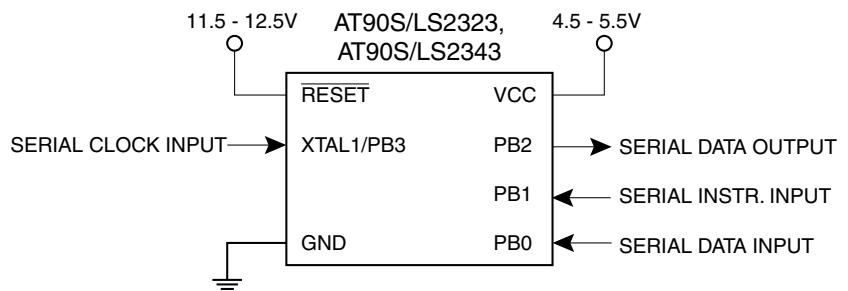 11.5 - 12.5V
AT90S/LS2323,
AT90S/LS2343
4.5 - 5.5V
RESET
VCC
SERIAL CLOCK INPUT
XTAL1/PB3
PB2
SERIAL DATA OUTPUT
PB1
SERIAL INSTR. INPUT
GND
PB0
SERIAL DATA INPUT